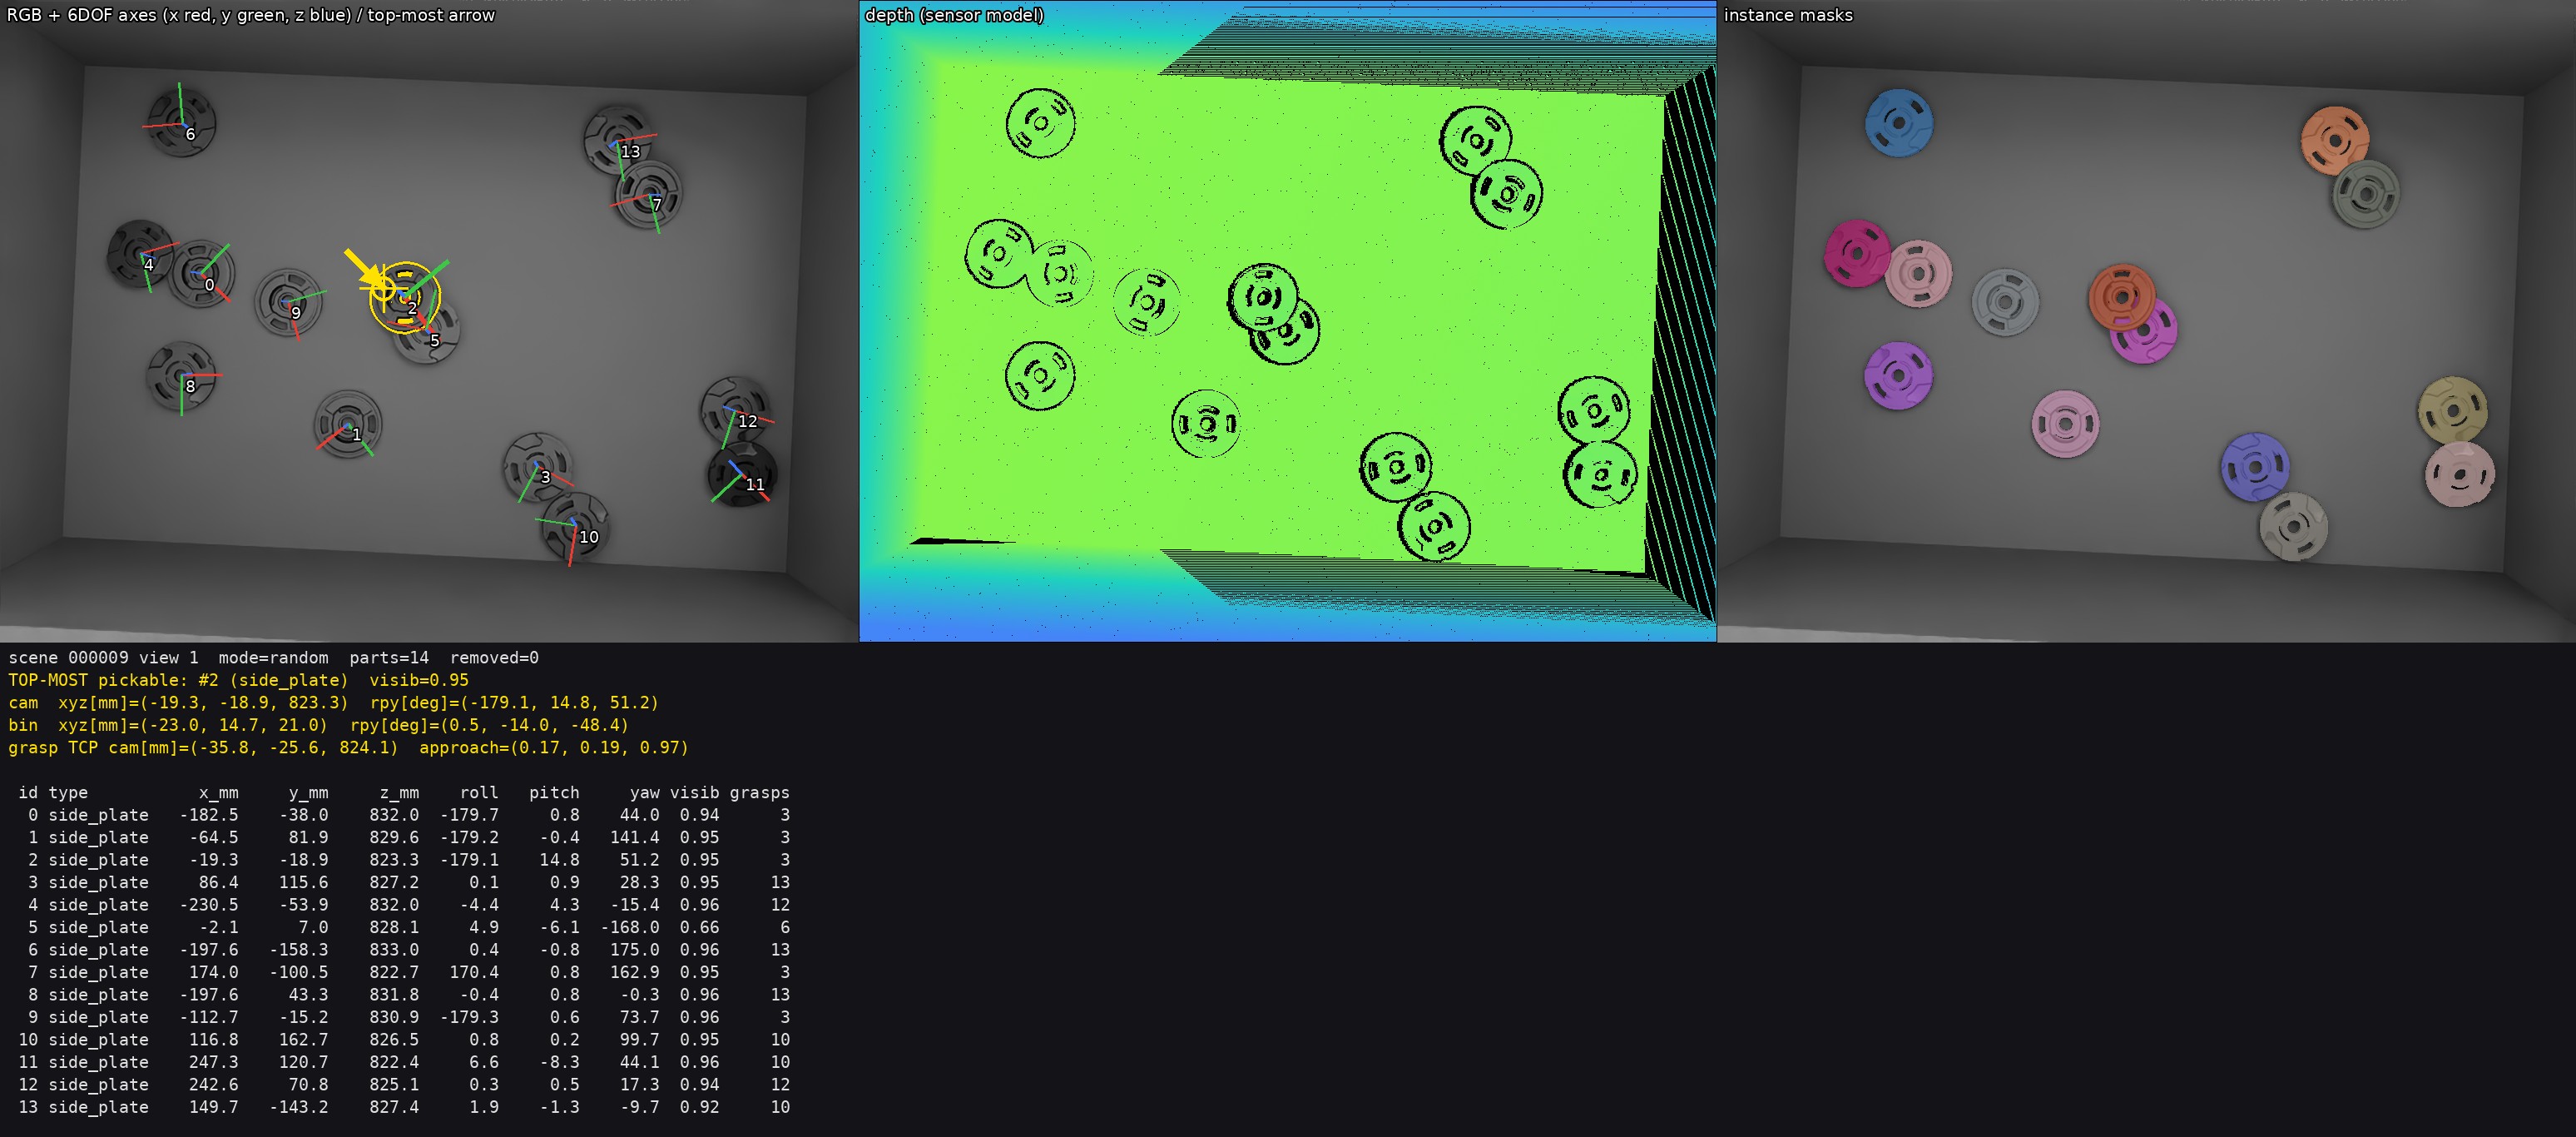 RGB + 6DOF axes (x red, y green, z blue) / top-most arrow
depth (sensor model)
instance masks
6
13
7
4
0
9
2
5
8
1
12
3
11
10
scene 000009 view 1  mode=random  parts=14  removed=0
TOP-MOST pickable: #2 (side_plate)  visib=0.95
cam  xyz[mm]=(-19.3, -18.9, 823.3)  rpy[deg]=(-179.1, 14.8, 51.2)
bin  xyz[mm]=(-23.0, 14.7, 21.0)  rpy[deg]=(0.5, -14.0, -48.4)
grasp TCP cam[mm]=(-35.8, -25.6, 824.1)  approach=(0.17, 0.19, 0.97)
id type x_mm y_mm z_mm roll pitch yaw visib grasps
0 side_plate -182.5 -38.0 832.0 -179.7 0.8 44.0 0.94 3
1 side_plate -64.5 81.9 829.6 -179.2 -0.4 141.4 0.95 3
2 side_plate -19.3 -18.9 823.3 -179.1 14.8 51.2 0.95 3
3 side_plate 86.4 115.6 827.2 0.1 0.9 28.3 0.95 13
4 side_plate -230.5 -53.9 832.0 -4.4 4.3 -15.4 0.96 12
5 side_plate -2.1 7.0 828.1 4.9 -6.1 -168.0 0.66 6
6 side_plate -197.6 -158.3 833.0 0.4 -0.8 175.0 0.96 13
7 side_plate 174.0 -100.5 822.7 170.4 0.8 162.9 0.95 3
8 side_plate -197.6 43.3 831.8 -0.4 0.8 -0.3 0.96 13
9 side_plate -112.7 -15.2 830.9 -179.3 0.6 73.7 0.96 3
10 side_plate 116.8 162.7 826.5 0.8 0.2 99.7 0.95 10
11 side_plate 247.3 120.7 822.4 6.6 -8.3 44.1 0.96 10
12 side_plate 242.6 70.8 825.1 0.3 0.5 17.3 0.94 12
13 side_plate 149.7 -143.2 827.4 1.9 -1.3 -9.7 0.92 10